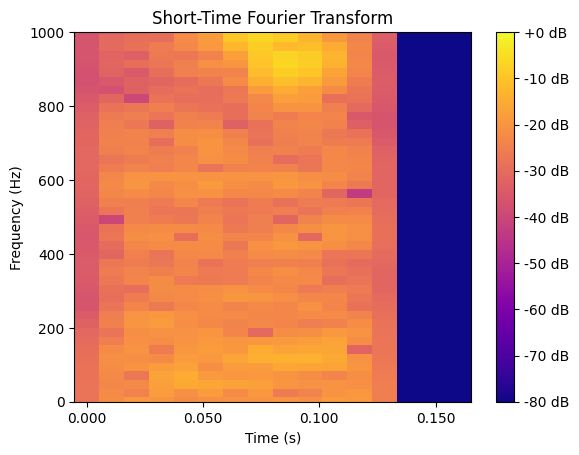 Short-Time Fourier Transform
1000
800
600
400
200
0
Frequency (Hz)
0.000
0.050
0.100
0.150
Time (s)
+0 dB
-10 dB
-20 dB
-30 dB
-40 dB
-50 dB
-60 dB
-70 dB
-80 dB